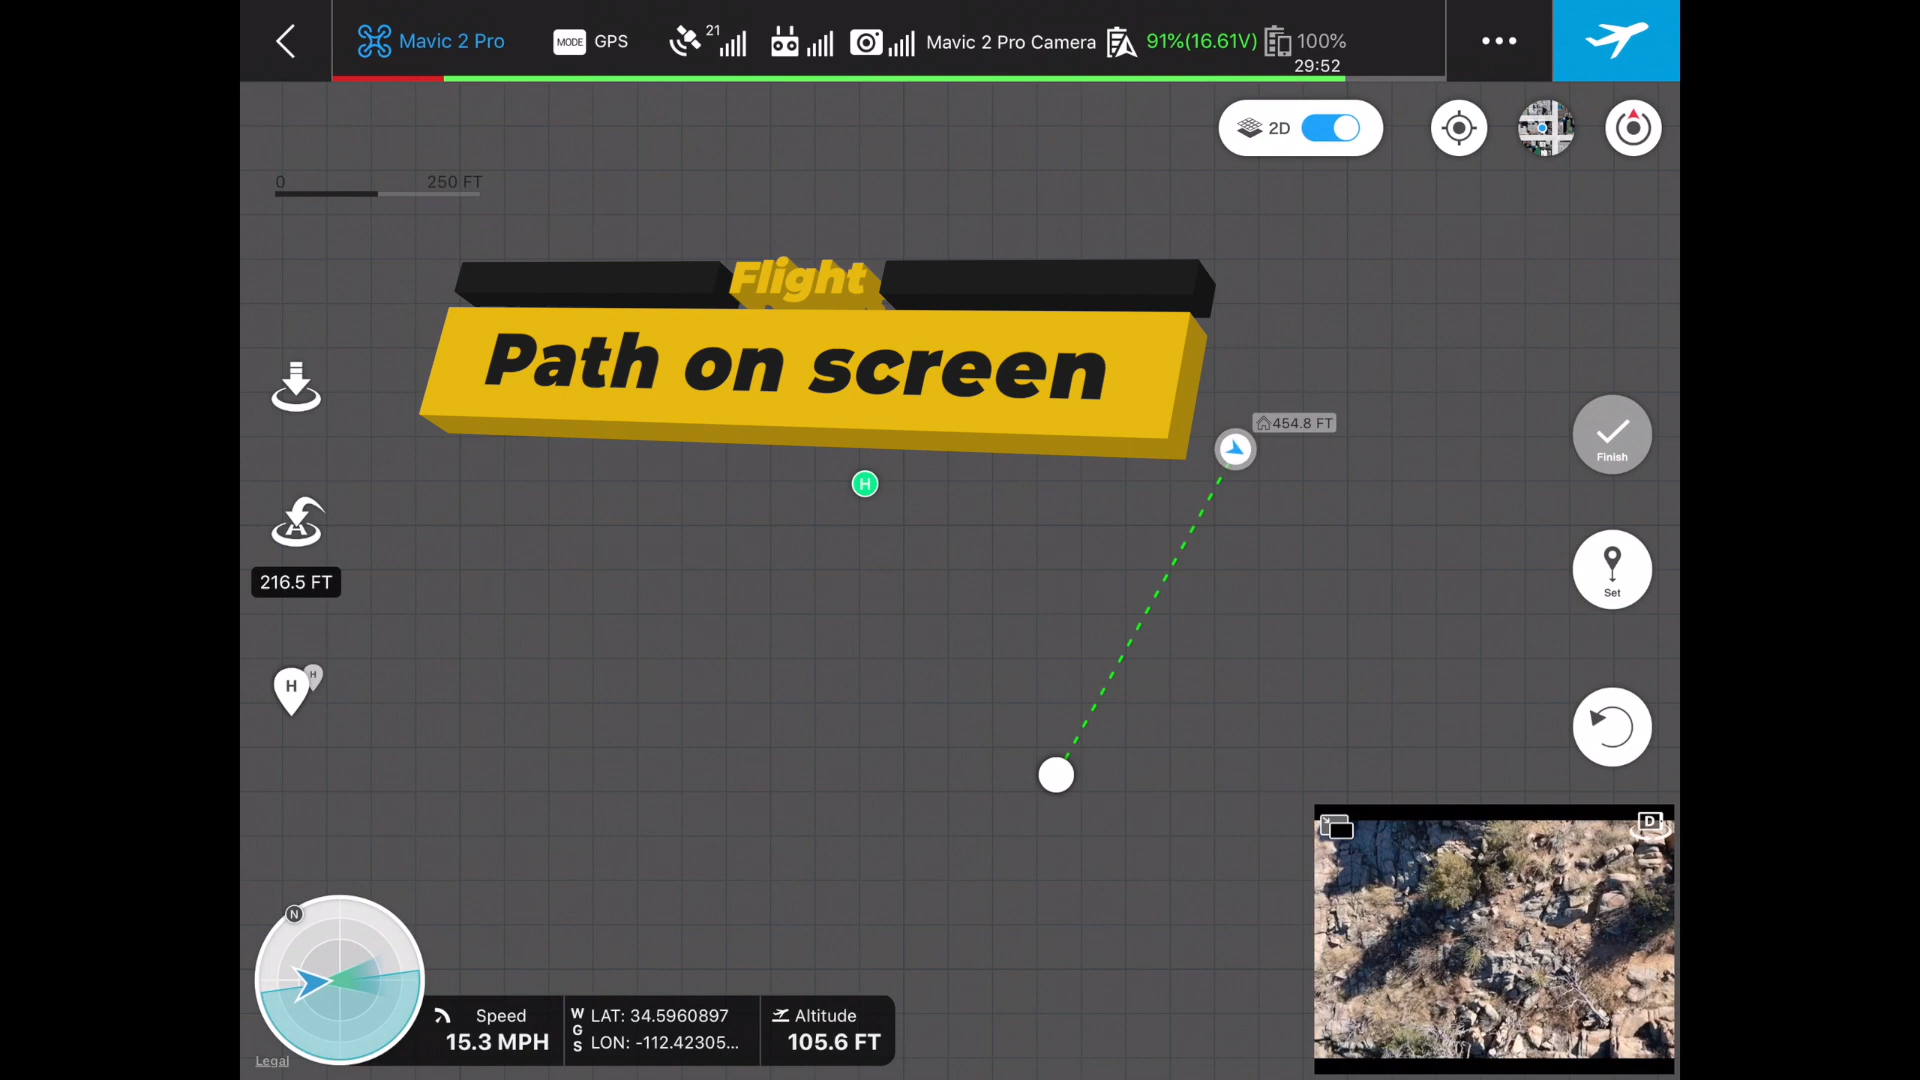 Mavic 2 Pro
MODE GPS
21
Mavic 2 Pro Camera
91%(16.61V)
100%
29:52
2D
0 250 FT
Flight
Path on screen
454.8 FT
H
Finish
216.5 FT
Set
H H
D
N
Speed
15.3 MPH
WGS
LAT: 34.5960897
LON: -112.42305...
Altitude
105.6 FT
Legal